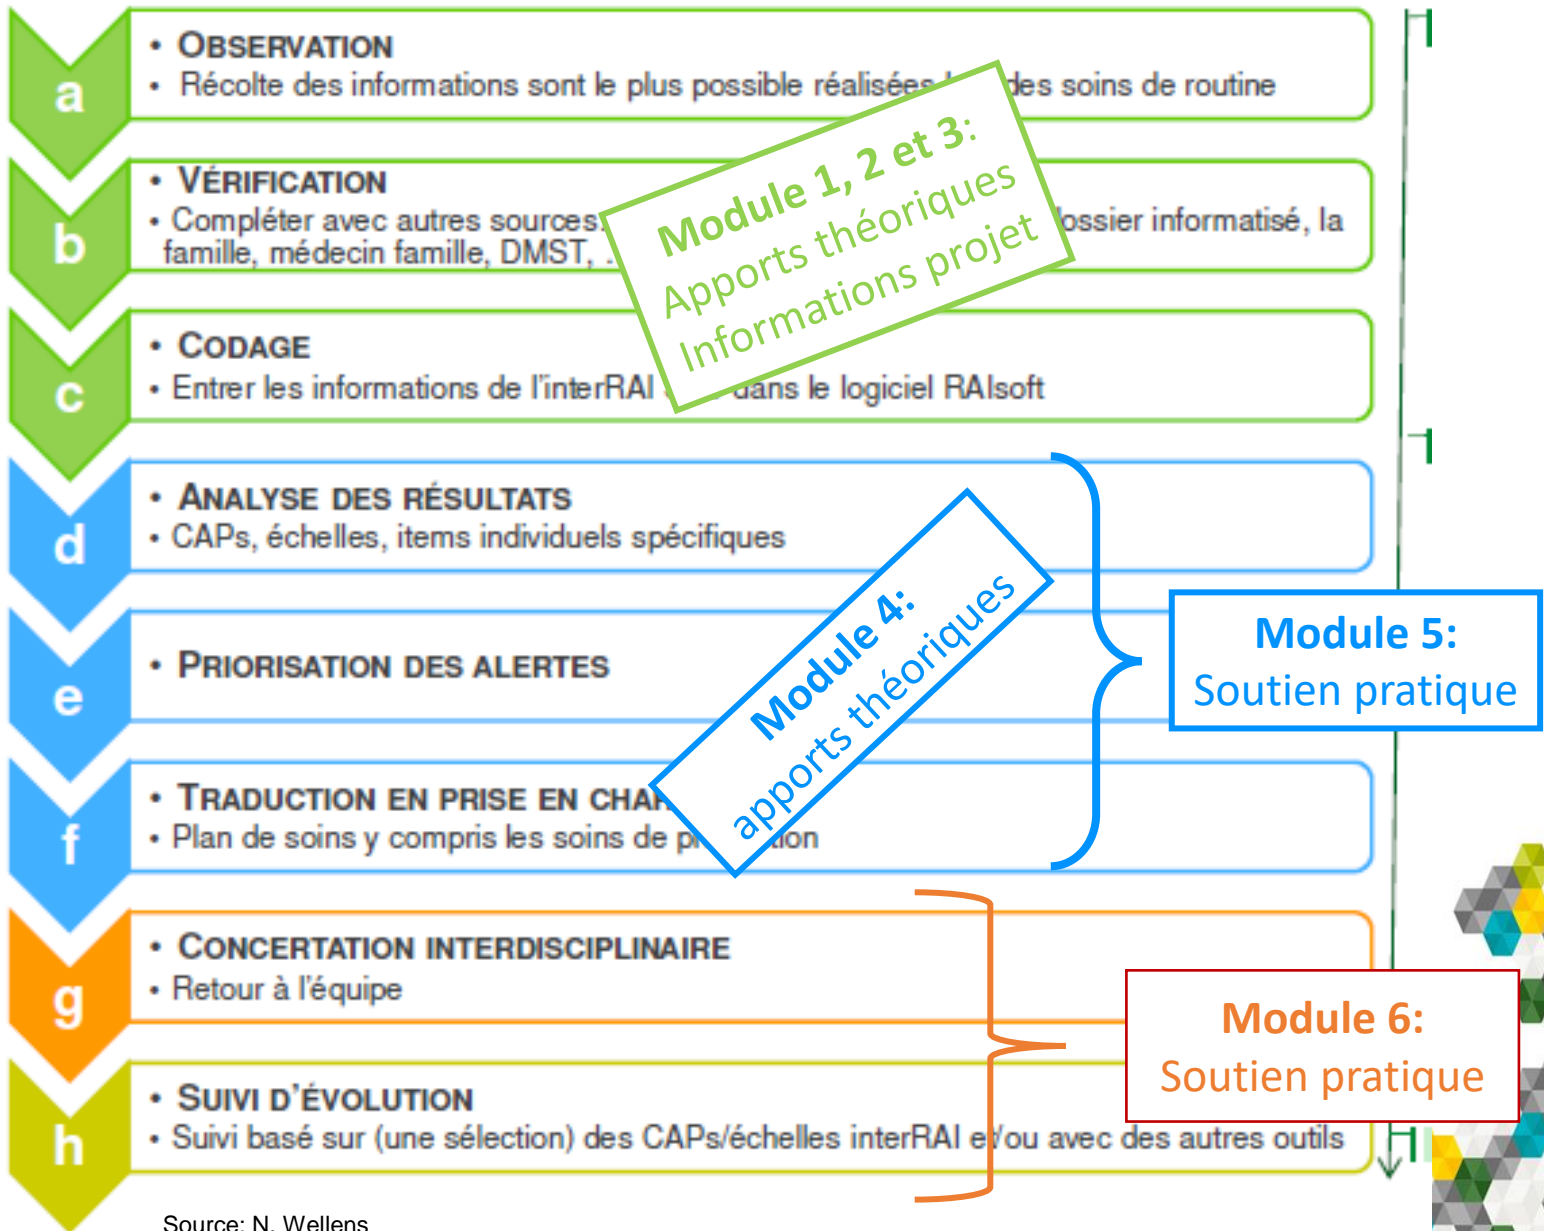 a
• OBSERVATION
• Récolte des informations sont le plus possible réalisées des soins de routine
b
• VÉRIFICATION
• Compléter avec autres sources: dossier informatisé, la
famille, médecin famille, DMST, .
c
• CODAGE
• Entrer les informations de l'interRAI dans le logiciel RAIsoft
Module 1, 2 et 3:
Apports théoriques
Informations projet
d
• ANALYSE DES RÉSULTATS
• CAPs, échelles, items individuels spécifiques
e
• PRIORISATION DES ALERTES
f
• TRADUCTION EN PRISE EN CHAR
• Plan de soins y compris les soins de
Module 4:
apports théoriques
Module 5:
Soutien pratique
g
• CONCERTATION INTERDISCIPLINAIRE
• Retour à l'équipe
h
• SUIVI D'ÉVOLUTION
• Suivi basé sur (une sélection) des CAPs/échelles interRAI et/ou avec des autres outils
Module 6:
Soutien pratique
Source: N. Wellens